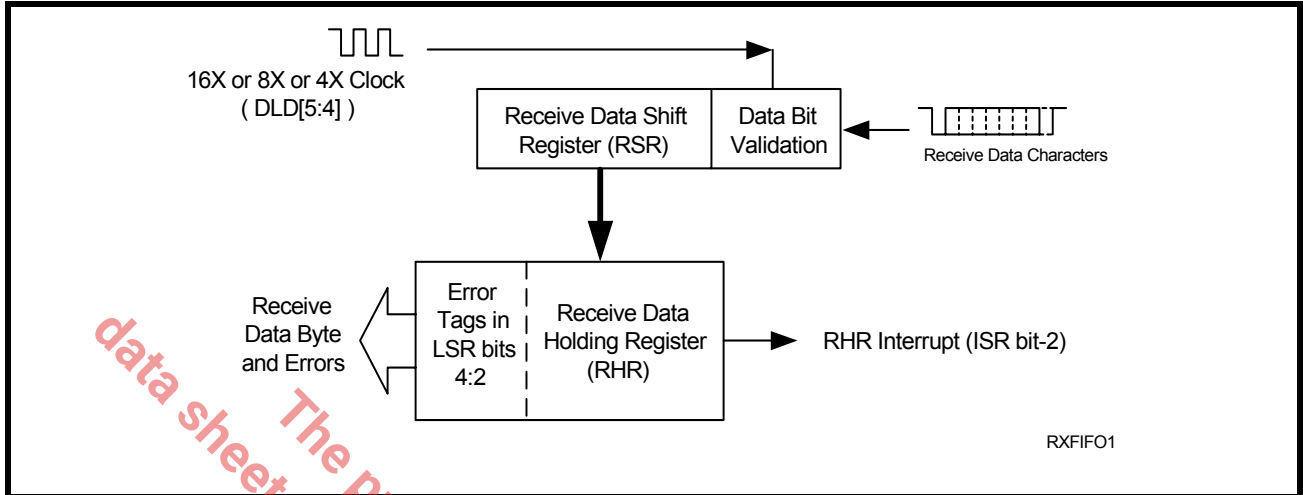 16X or 8X or 4X Clock
( DLD[5:4] )
Receive Data Shift
Register (RSR)
Data Bit
Validation
Receive Data Characters
Receive
Data Byte
and Errors
Error
Tags in
LSR bits
4:2
Receive Data
Holding Register
(RHR)
RHR Interrupt (ISR bit-2)
RXFIFO1
The
data sheet